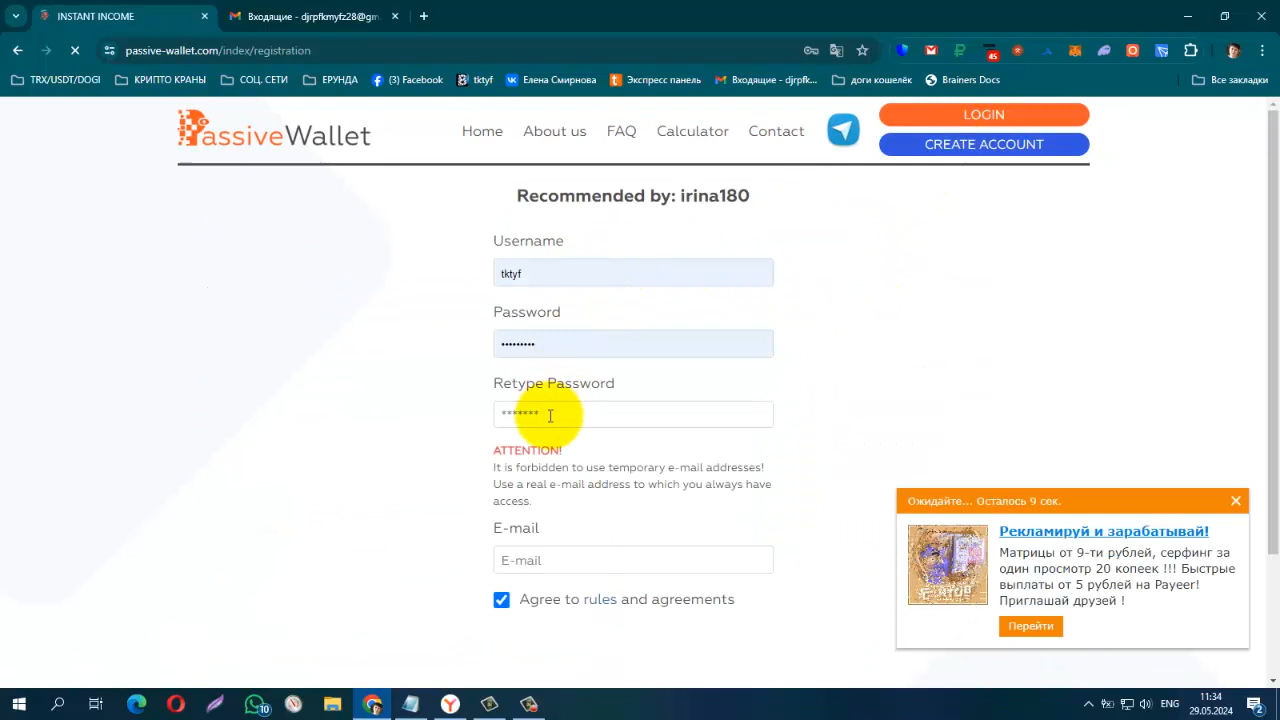 INSTANT INCOME
Входящие - djrpfkmyfz28@gm
passive-wallet.com/index/registration
45
TRX/USDT/DOGI
КРИПТО КРАНЫ
СОЦ. СЕТИ
ЕРУНДА
(3) Facebook
tktyf
Елена Смирнова
Экспресс панель
Входящие - djrpfk...
доги кошелёк
Brainers Docs
Все закладки
PassiveWallet
Home
About us
FAQ
Calculator
Contact
LOGIN
CREATE ACCOUNT
Recommended by: irina180
Username
tktyf
Password
•••••••••
Retype Password
*******
ATTENTION!
It is forbidden to use temporary e-mail addresses!
Use a real e-mail address to which you always have
access.
E-mail
E-mail
Agree to rules and agreements
Ожидайте... Осталось 9 сек.
Рекламируй и зарабатывай!
Матрицы от 9-ти рублей, серфинг за
один просмотр 20 копеек !!! Быстрые
выплаты от 5 рублей на Payeer!
Приглашай друзей !
Перейти
10
ENG
11:34
29.05.2024
2